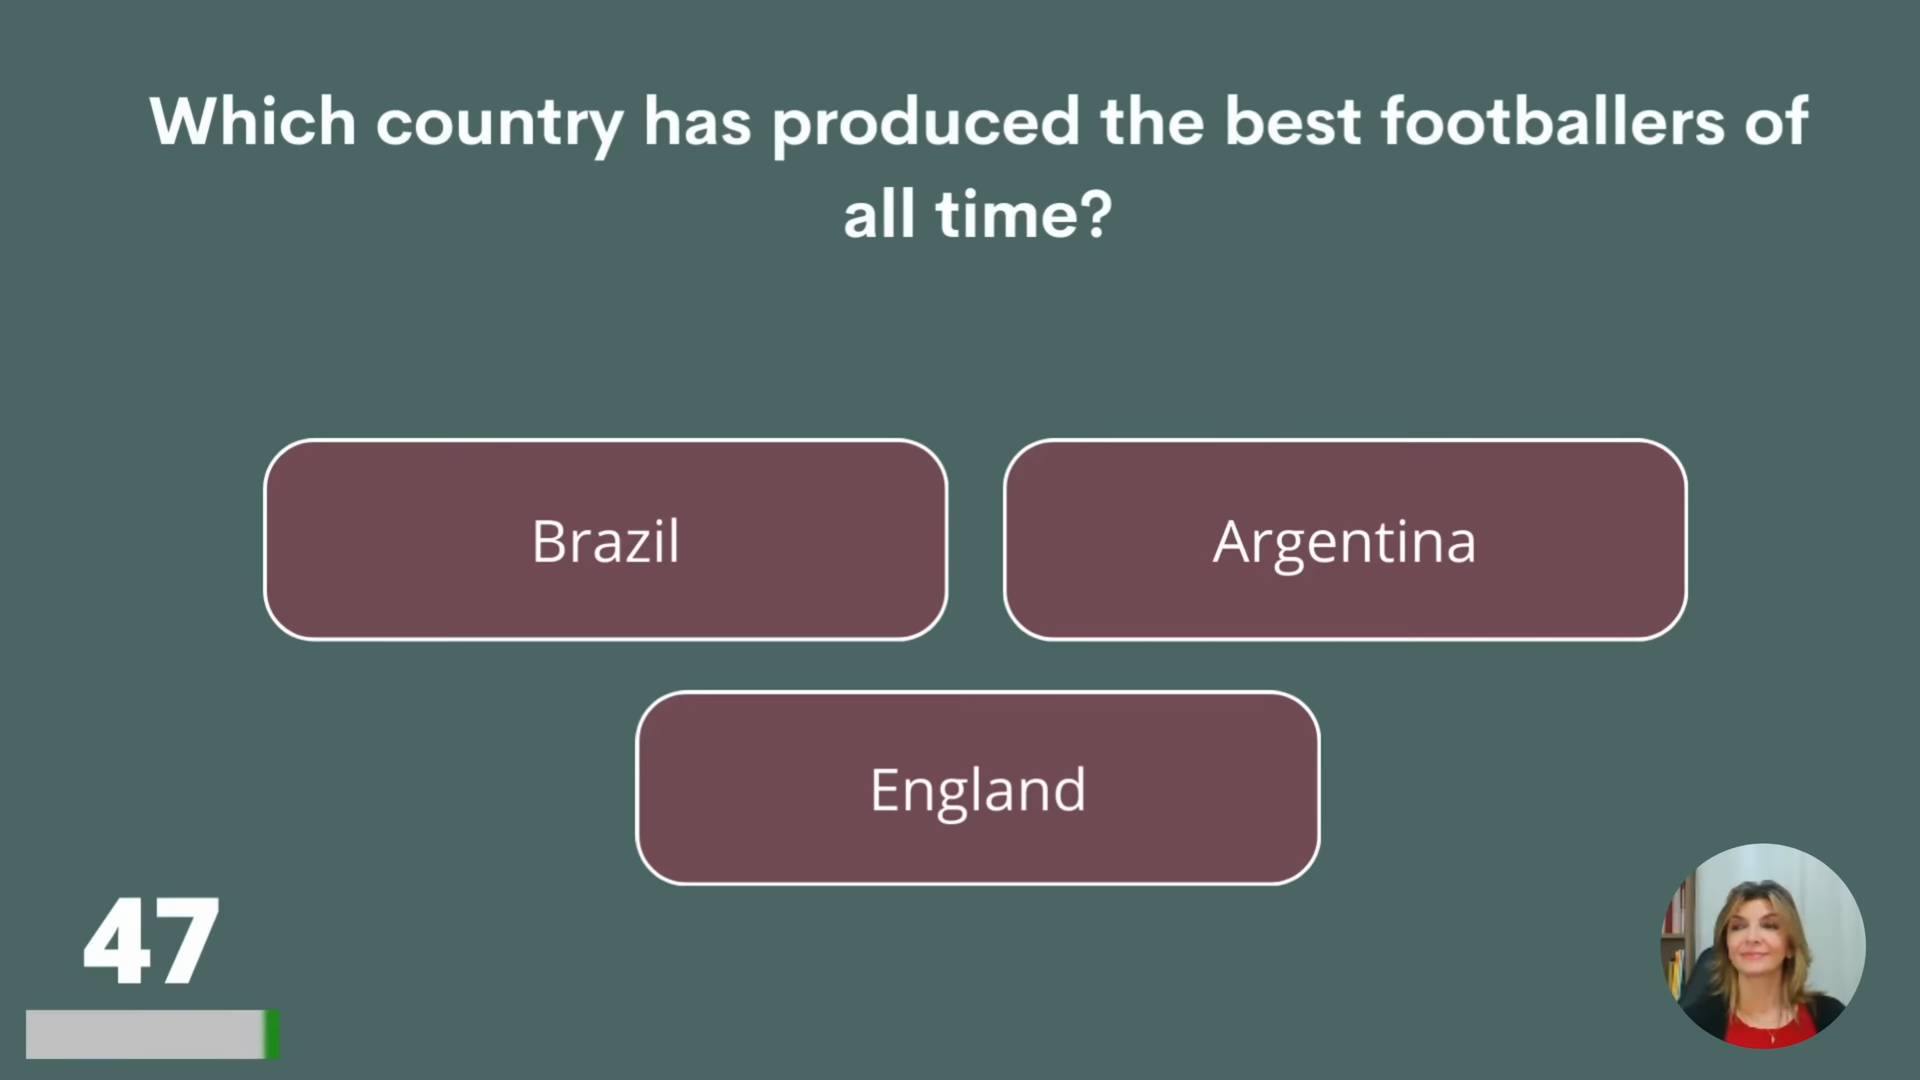 Which country has produced the best footballers of
all time?
Brazil
Argentina
England
47